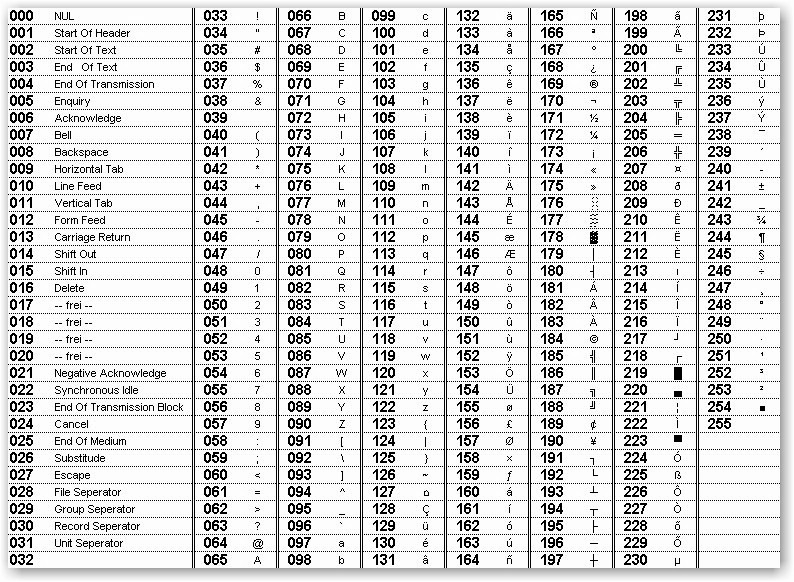 000 NUL 033 ! 066 B 099 c 132 ä 165 Ñ 198 ã 231 þ
001 Start Of Header 034 " 067 C 100 d 133 à 166 ª 199 Ã 232 Þ
002 Start Of Text 035 # 068 D 101 e 134 å 167 º 200 ╚ 233 Ú
003 End Of Text 036 $ 069 E 102 f 135 ç 168 ¿ 201 ╔ 234 Û
004 End Of Transmission 037 % 070 F 103 g 136 ê 169 ® 202 ╩ 235 Ù
005 Enquiry 038 & 071 G 104 h 137 ë 170 ¬ 203 ╦ 236 ý
006 Acknowledge 039 072 H 105 i 138 è 171 ½ 204 ╠ 237 Ý
007 Bell 040 ( 073 I 106 j 139 ï 172 ¼ 205 ═ 238 ¯
008 Backspace 041 ) 074 J 107 k 140 î 173 ¡ 206 ╬ 239 ´
009 Horizontal Tab 042 * 075 K 108 l 141 ì 174 « 207 ¤ 240 -
010 Line Feed 043 + 076 L 109 m 142 Ä 175 » 208 ð 241 ±
011 Vertical Tab 044 , 077 M 110 n 143 Å 176 ░ 209 Ð 242 _
012 Form Feed 045 - 078 N 111 o 144 É 177 ▒ 210 Ê 243 ¾
013 Carriage Return 046 . 079 O 112 p 145 æ 178 ▓ 211 Ë 244 ¶
014 Shift Out 047 / 080 P 113 q 146 Æ 179 │ 212 È 245 §
015 Shift In 048 0 081 Q 114 r 147 ô 180 ┤ 213 ı 246 ÷
016 Delete 049 1 082 R 115 s 148 ö 181 Á 214 Í 247 ¸
017 -- frei -- 050 2 083 S 116 t 149 ò 182 Â 215 Î 248 °
018 -- frei -- 051 3 084 T 117 u 150 û 183 À 216 Ï 249 ¨
019 -- frei -- 052 4 085 U 118 v 151 ù 184 © 217 ┘ 250 ·
020 -- frei -- 053 5 086 V 119 w 152 ÿ 185 ╣ 218 ┌ 251 ¹
021 Negative Acknowledge 054 6 087 W 120 x 153 Ö 186 ║ 219 █ 252 ³
022 Synchronous Idle 055 7 088 X 121 y 154 Ü 187 ╗ 220 ▄ 253 ²
023 End Of Transmission Block 056 8 089 Y 122 z 155 ø 188 ╝ 221 ¦ 254 ■
024 Cancel 057 9 090 Z 123 { 156 £ 189 ¢ 222 Ì 255
025 End Of Medium 058 : 091 [ 124 | 157 Ø 190 ¥ 223 ▀
026 Substitude 059 ; 092 \ 125 } 158 × 191 ┐ 224 Ó
027 Escape 060 < 093 ] 126 ~ 159 ƒ 192 └ 225 ß
028 File Seperator 061 = 094 ^ 127 ⌂ 160 á 193 ┴ 226 Ô
029 Group Seperator 062 > 095 _ 128 Ç 161 í 194 ┬ 227 Ò
030 Record Seperator 063 ? 096 ` 129 ü 162 ó 195 ├ 228 õ
031 Unit Seperator 064 @ 097 a 130 é 163 ú 196 ─ 229 Õ
032 065 A 098 b 131 â 164 ñ 197 ┼ 230 µ